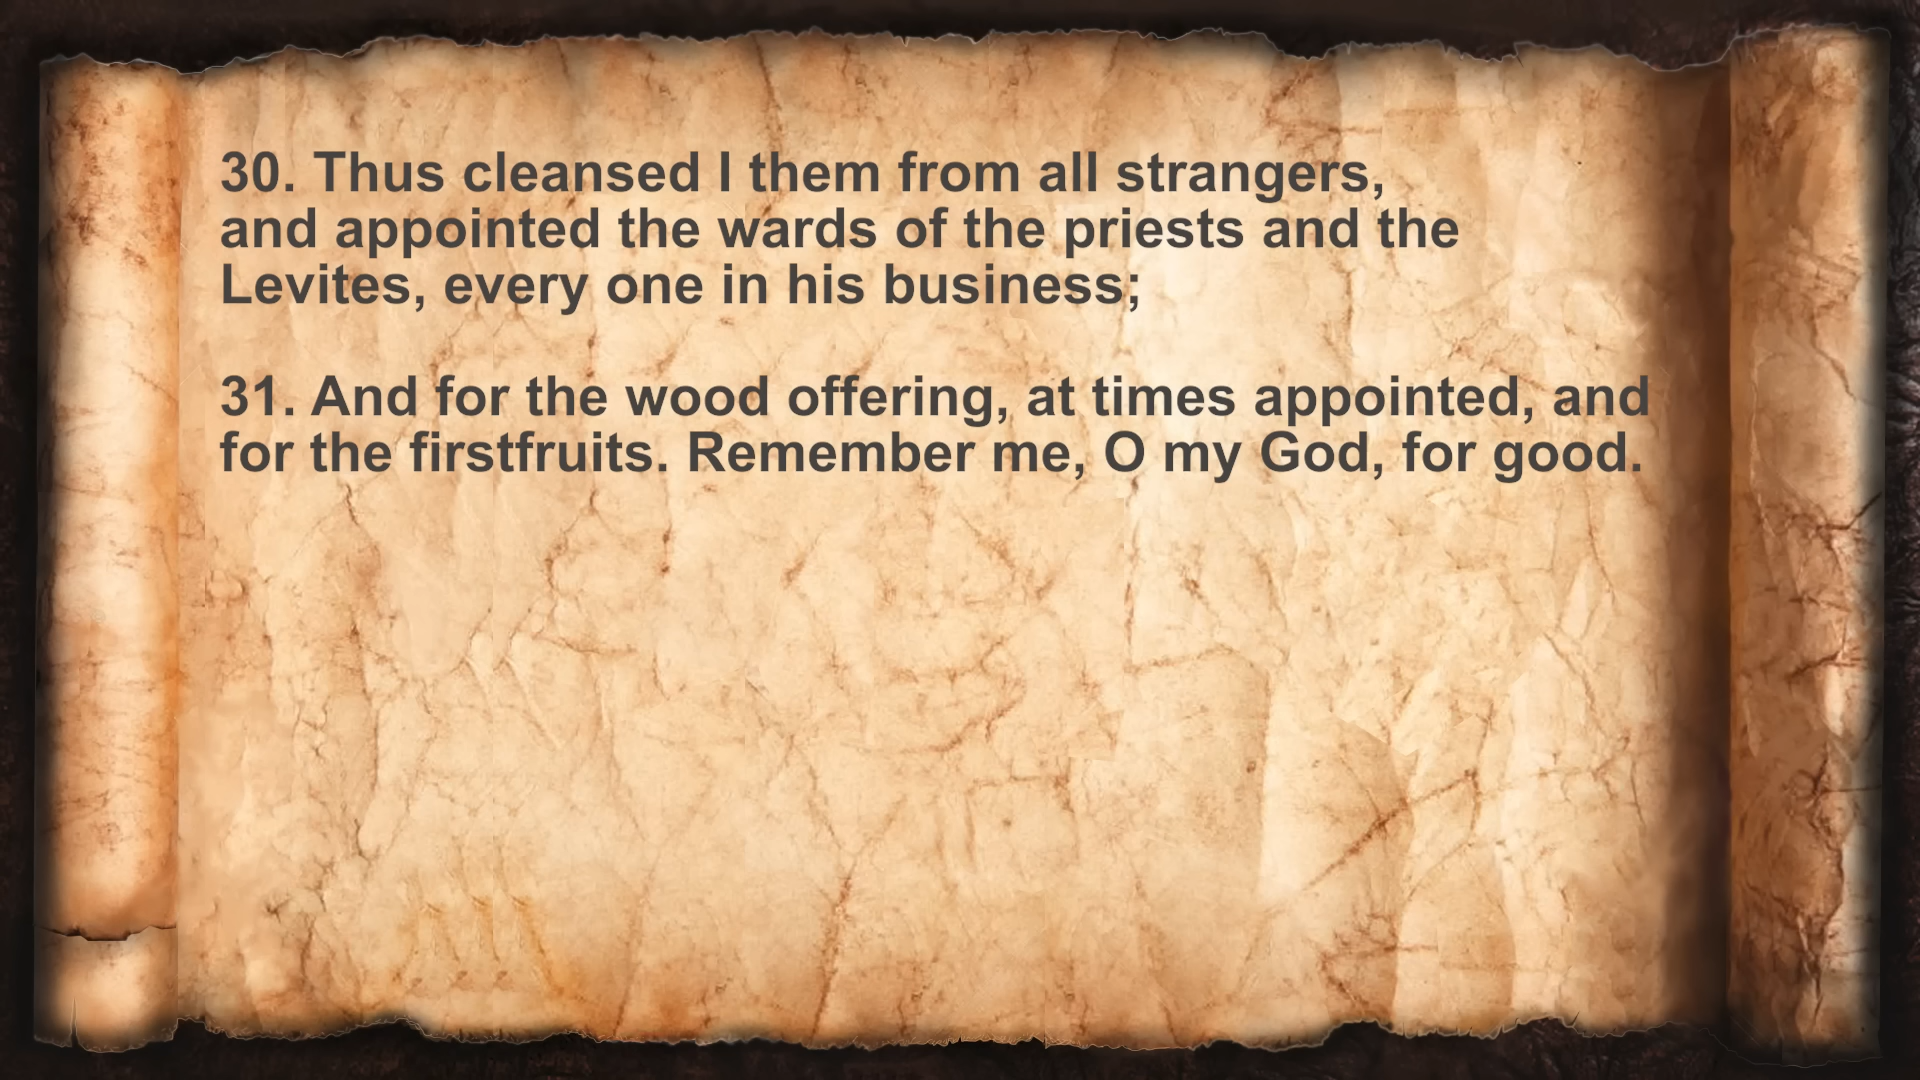 30. Thus cleansed I them from all strangers,
and appointed the wards of the priests and the
Levites, every one in his business;
31. And for the wood offering, at times appointed, and
for the firstfruits. Remember me, O my God, for good.